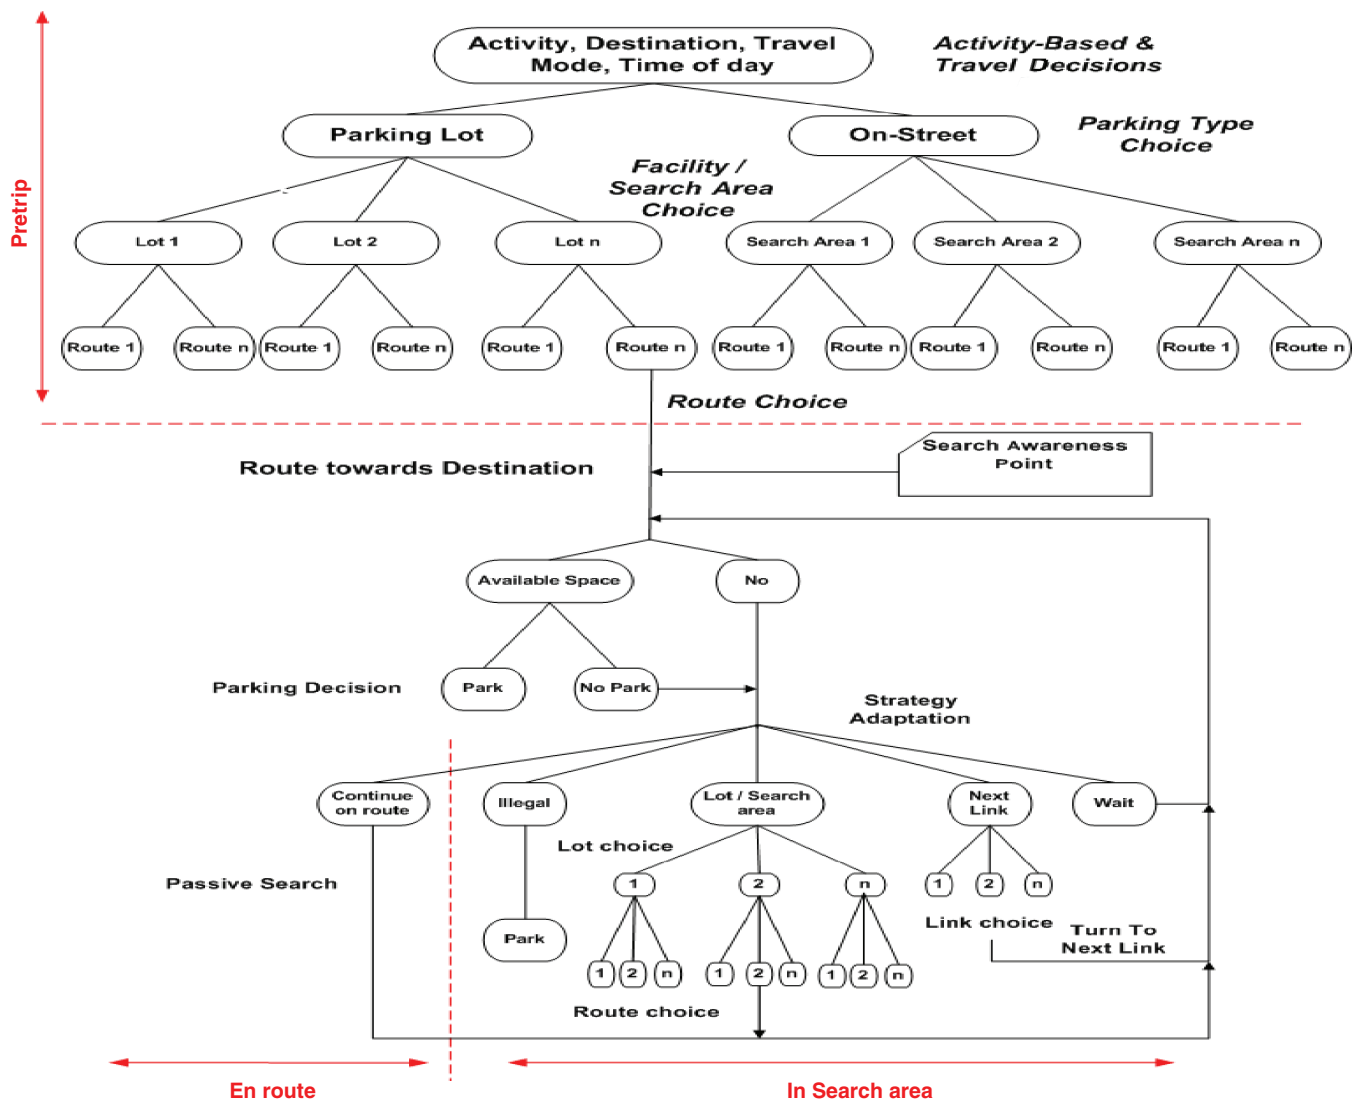 Activity, Destination, Travel
Mode, Time of day
Activity-Based &
Travel Decisions
Parking Lot
On-Street
Parking Type
Choice
Facility /
Search Area
Choice
Pretrip
Lot 1
Lot 2
Lot n
Search Area 1
Search Area 2
Search Area n
Route 1
Route n
Route 1
Route n
Route 1
Route n
Route 1
Route n
Route 1
Route n
Route 1
Route n
Route Choice
Search Awareness
Point
Route towards Destination
Available Space
No
Parking Decision
Park
No Park
Strategy
Adaptation
Continue
on route
Illegal
Lot / Search
area
Next
Link
Wait
Lot choice
Passive Search
1
2
n
1
2
n
Link choice
Turn To
Next Link
Park
1
2
n
1
2
n
1
2
n
Route choice
En route
In Search area